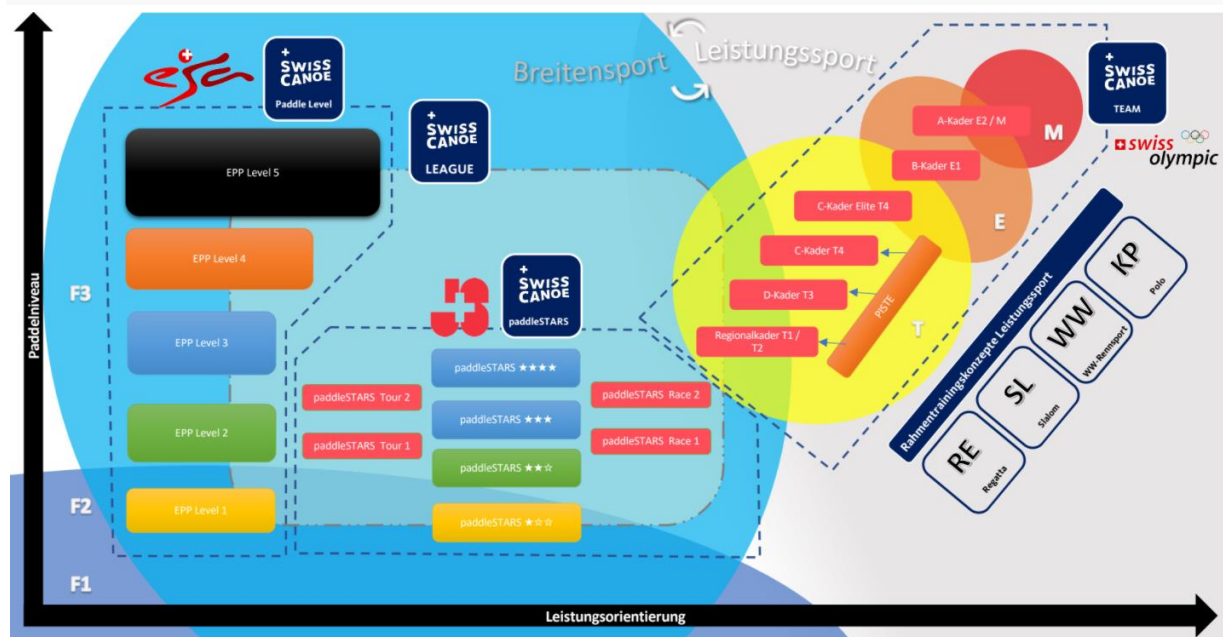 Paddelniveau
Leistungsorientierung
F3
F2
F1
Breitensport
Leistungssport
SWISS
CANOE
Paddle Level
EPP Level 5
EPP Level 4
EPP Level 3
EPP Level 2
EPP Level 1
SWISS
CANOE
LEAGUE
SWISS
CANOE
paddleSTARS
paddleSTARS ★★★★
paddleSTARS ★★★
paddleSTARS ★★☆
paddleSTARS ★☆☆
paddleSTARS Tour 2
paddleSTARS Tour 1
paddleSTARS Race 2
paddleSTARS Race 1
A-Kader E2 / M
B-Kader E1
C-Kader Elite T4
C-Kader T4
D-Kader T3
Regionalkader T1 /
T2
PISTE
M
E
T
SWISS
CANOE
TEAM
swiss
olympic
Rahmentrainingskonzepte Leistungssport
RE
Regatta
SL
Slalom
WW
WW-Rennsport
KP
Polo